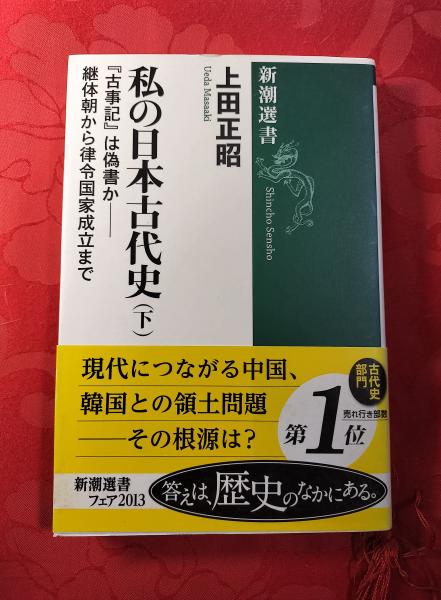 新潮選書
Shincho Sensho
上田正昭
Ueda Masaaki
私の日本古代史(下)
『古事記』は偽書か――
継体朝から律令国家成立まで
現代につながる中国、
韓国との領土問題
――その根源は?
古代史
部門
売れ行き部数
第1位
新潮選書
フェア2013
答えは、歴史のなかにある。